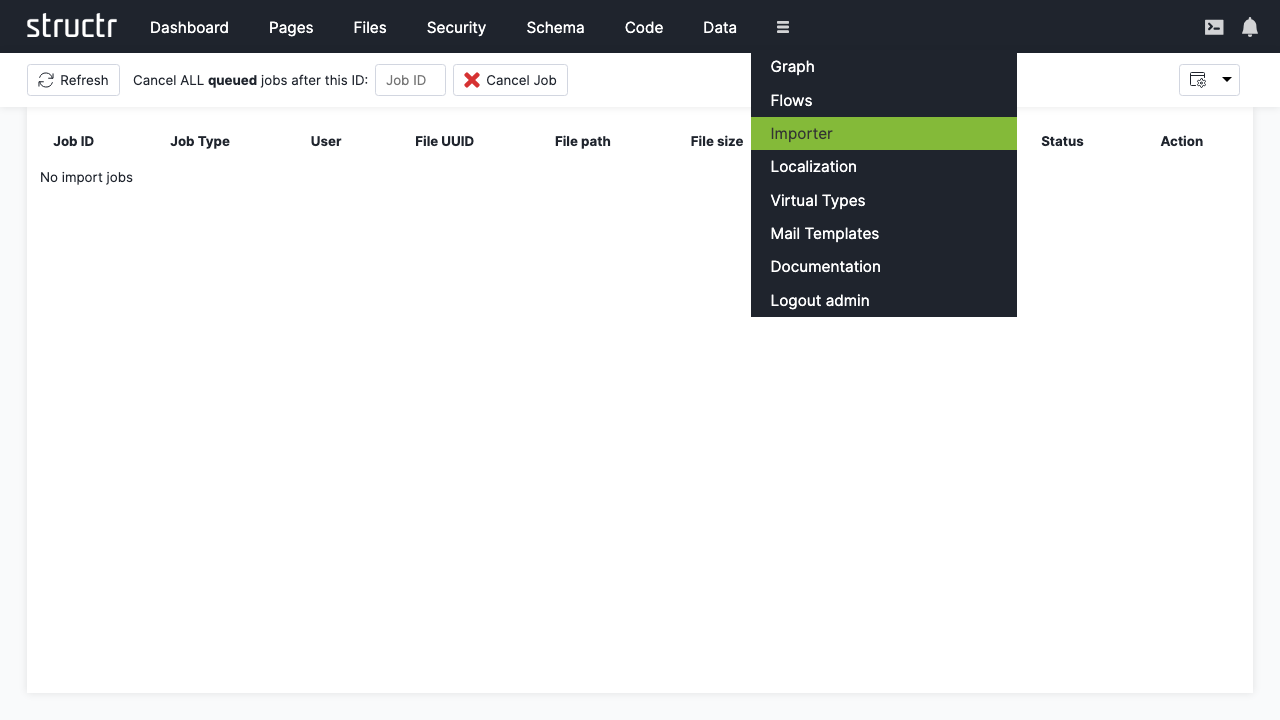 structr Dashboard Pages Files Security Schema Code Data
Refresh Cancel ALL queued jobs after this ID: Job ID Cancel Job
Graph
Flows
Importer
Localization
Virtual Types
Mail Templates
Documentation
Logout admin
Job ID Job Type User File UUID File path File size Status Action
No import jobs